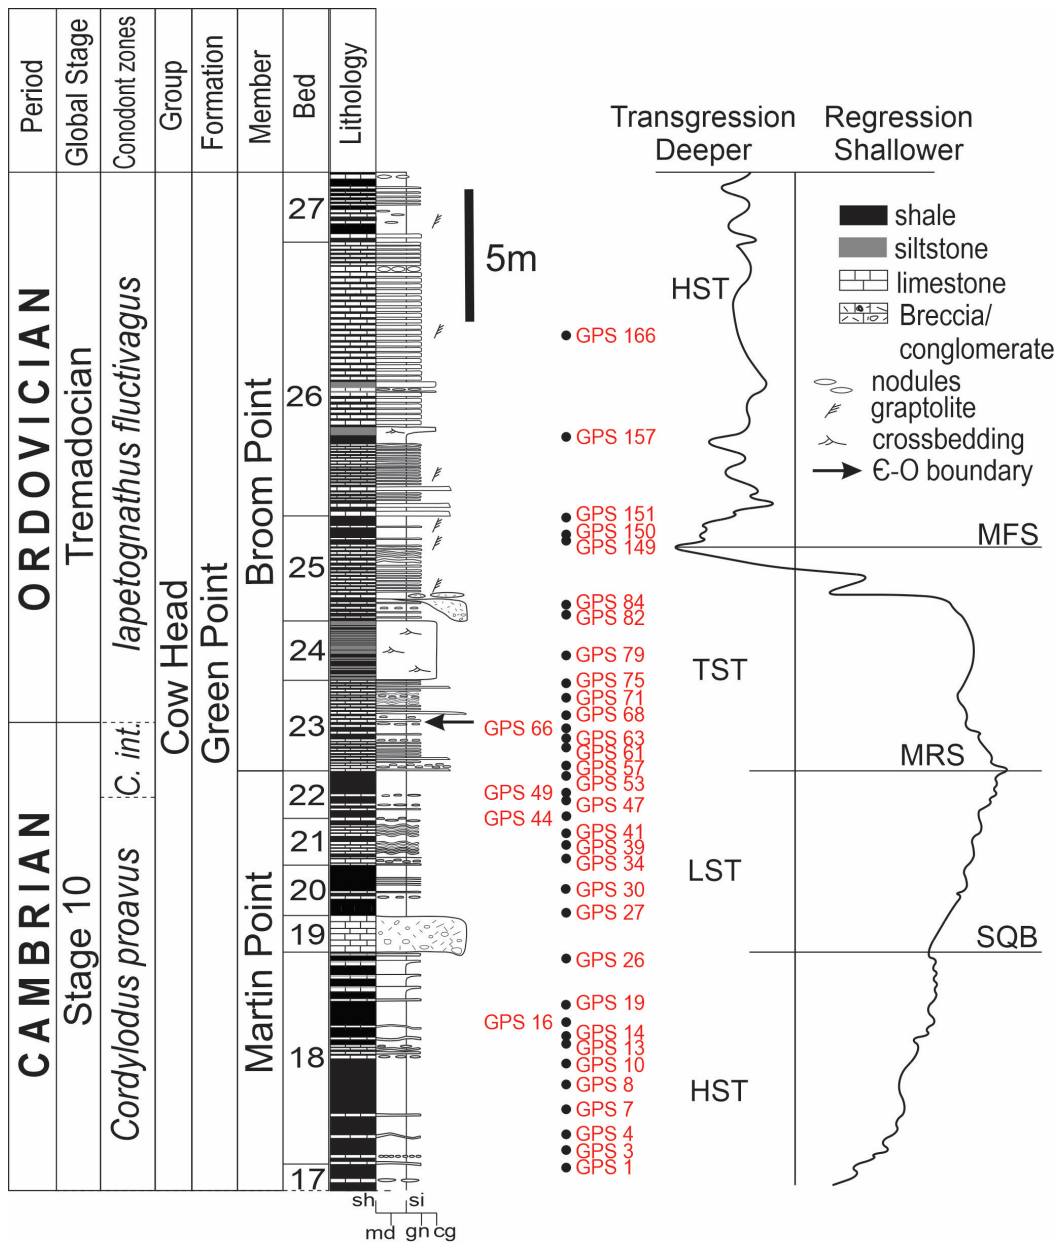 Period
Global Stage
Conodont zones
Group
Formation
Member
Bed
Lithology
ORDOVICIAN
CAMBRIAN
Tremadocian
Stage 10
Iapetognathus fluctivagus
C. int.
Cordylodus proavus
Cow Head
Green Point
Broom Point
Martin Point
27
26
25
24
23
22
21
20
19
18
17
sh
si
md
gn
cg
5m
GPS 166
GPS 157
GPS 151
GPS 150
GPS 149
GPS 84
GPS 82
GPS 79
GPS 75
GPS 71
GPS 68
GPS 66
GPS 63
GPS 61
GPS 57
GPS 53
GPS 49
GPS 47
GPS 44
GPS 41
GPS 39
GPS 34
GPS 30
GPS 27
GPS 26
GPS 19
GPS 16
GPS 14
GPS 13
GPS 10
GPS 8
GPS 7
GPS 4
GPS 3
GPS 1
Transgression
Deeper
Regression
Shallower
HST
MFS
TST
MRS
LST
SQB
HST
shale
siltstone
limestone
Breccia/
conglomerate
nodules
graptolite
crossbedding
Є-O boundary